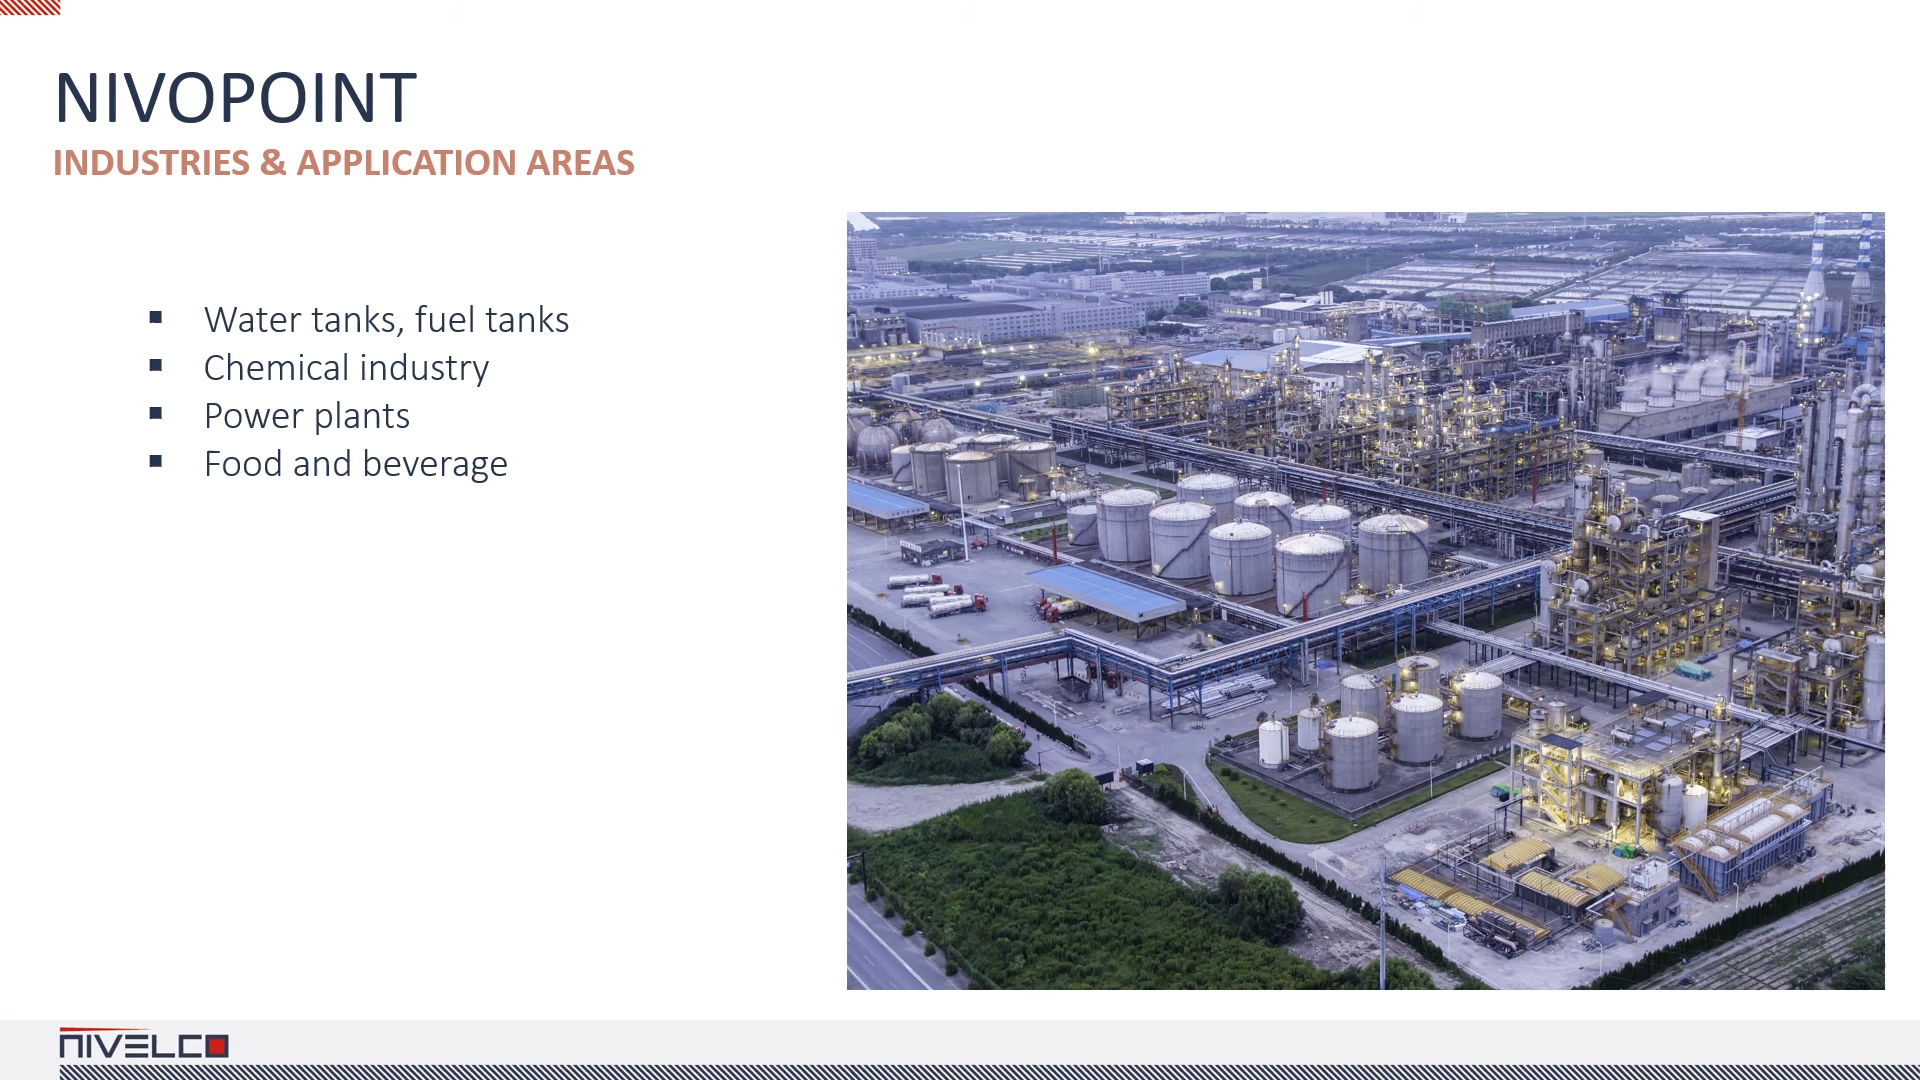 NIVOPOINT
INDUSTRIES & APPLICATION AREAS
▪ Water tanks, fuel tanks
▪ Chemical industry
▪ Power plants
▪ Food and beverage
NIVELCO